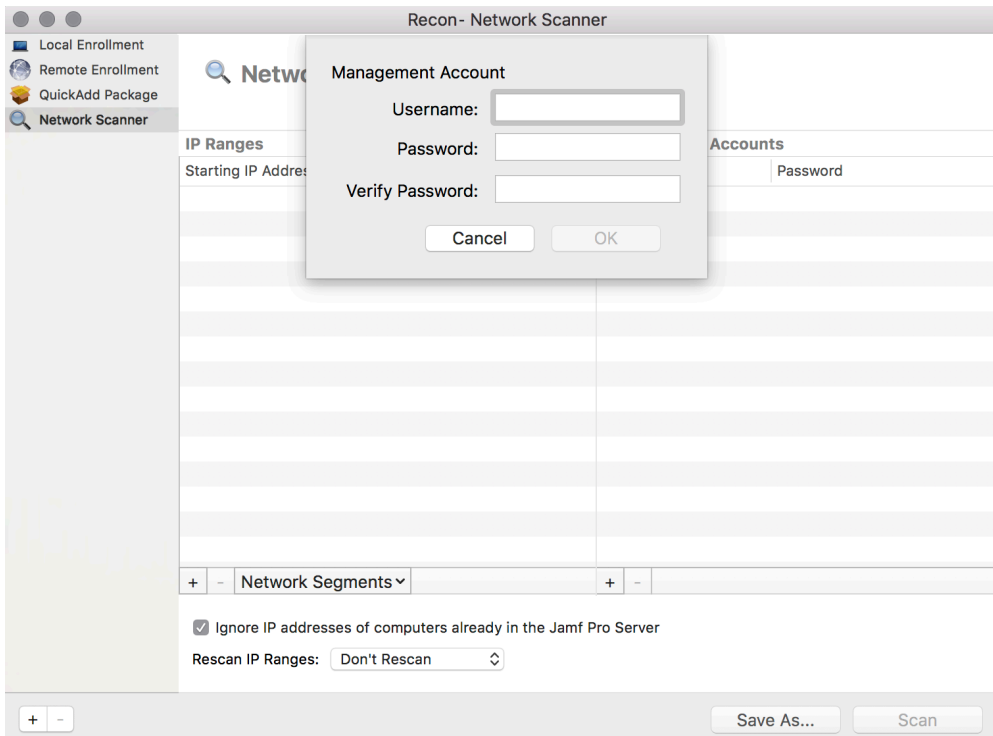 Recon- Network Scanner
Local Enrollment
Remote Enrollment
QuickAdd Package
Network Scanner
Netwo
Management Account
Username:
Password:
Verify Password:
Cancel OK
IP Ranges
Starting IP Addres
Accounts
Password
+ - Network Segments
+ -
Ignore IP addresses of computers already in the Jamf Pro Server
Rescan IP Ranges: Don't Rescan
+ - Save As... Scan